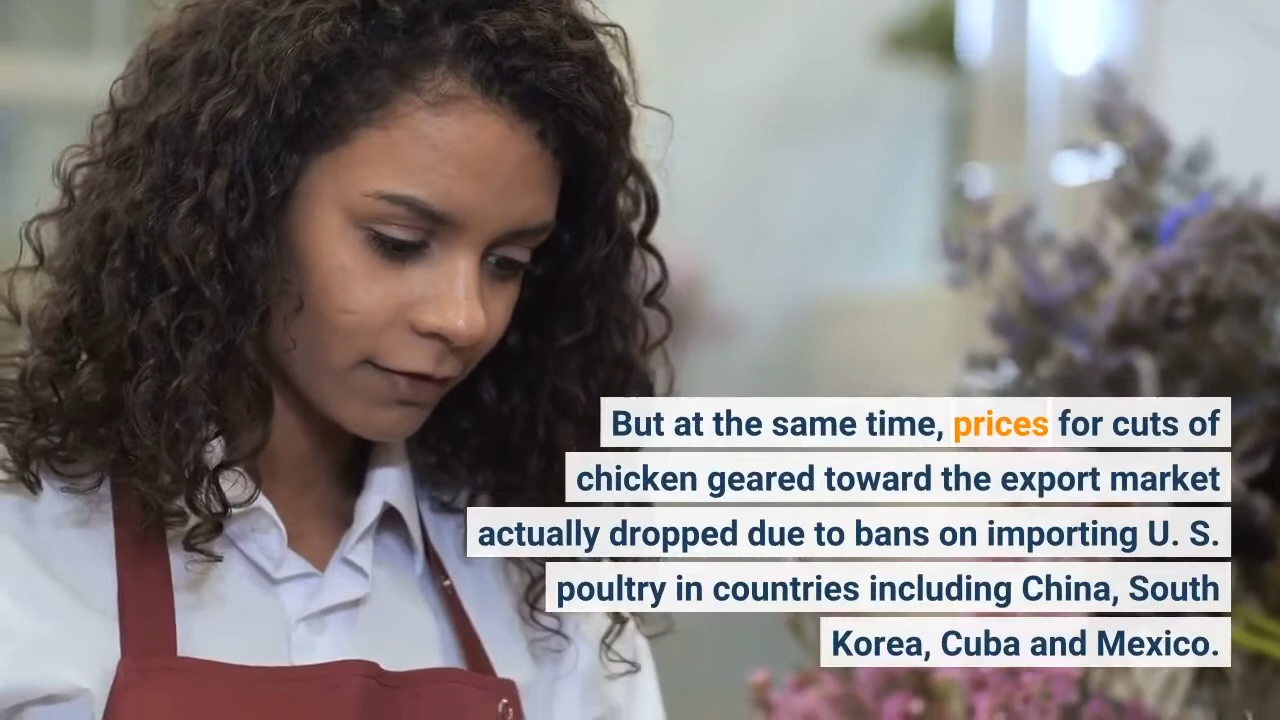 But at the same time, prices for cuts of
chicken geared toward the export market
actually dropped due to bans on importing U. S.
poultry in countries including China, South
Korea, Cuba and Mexico.